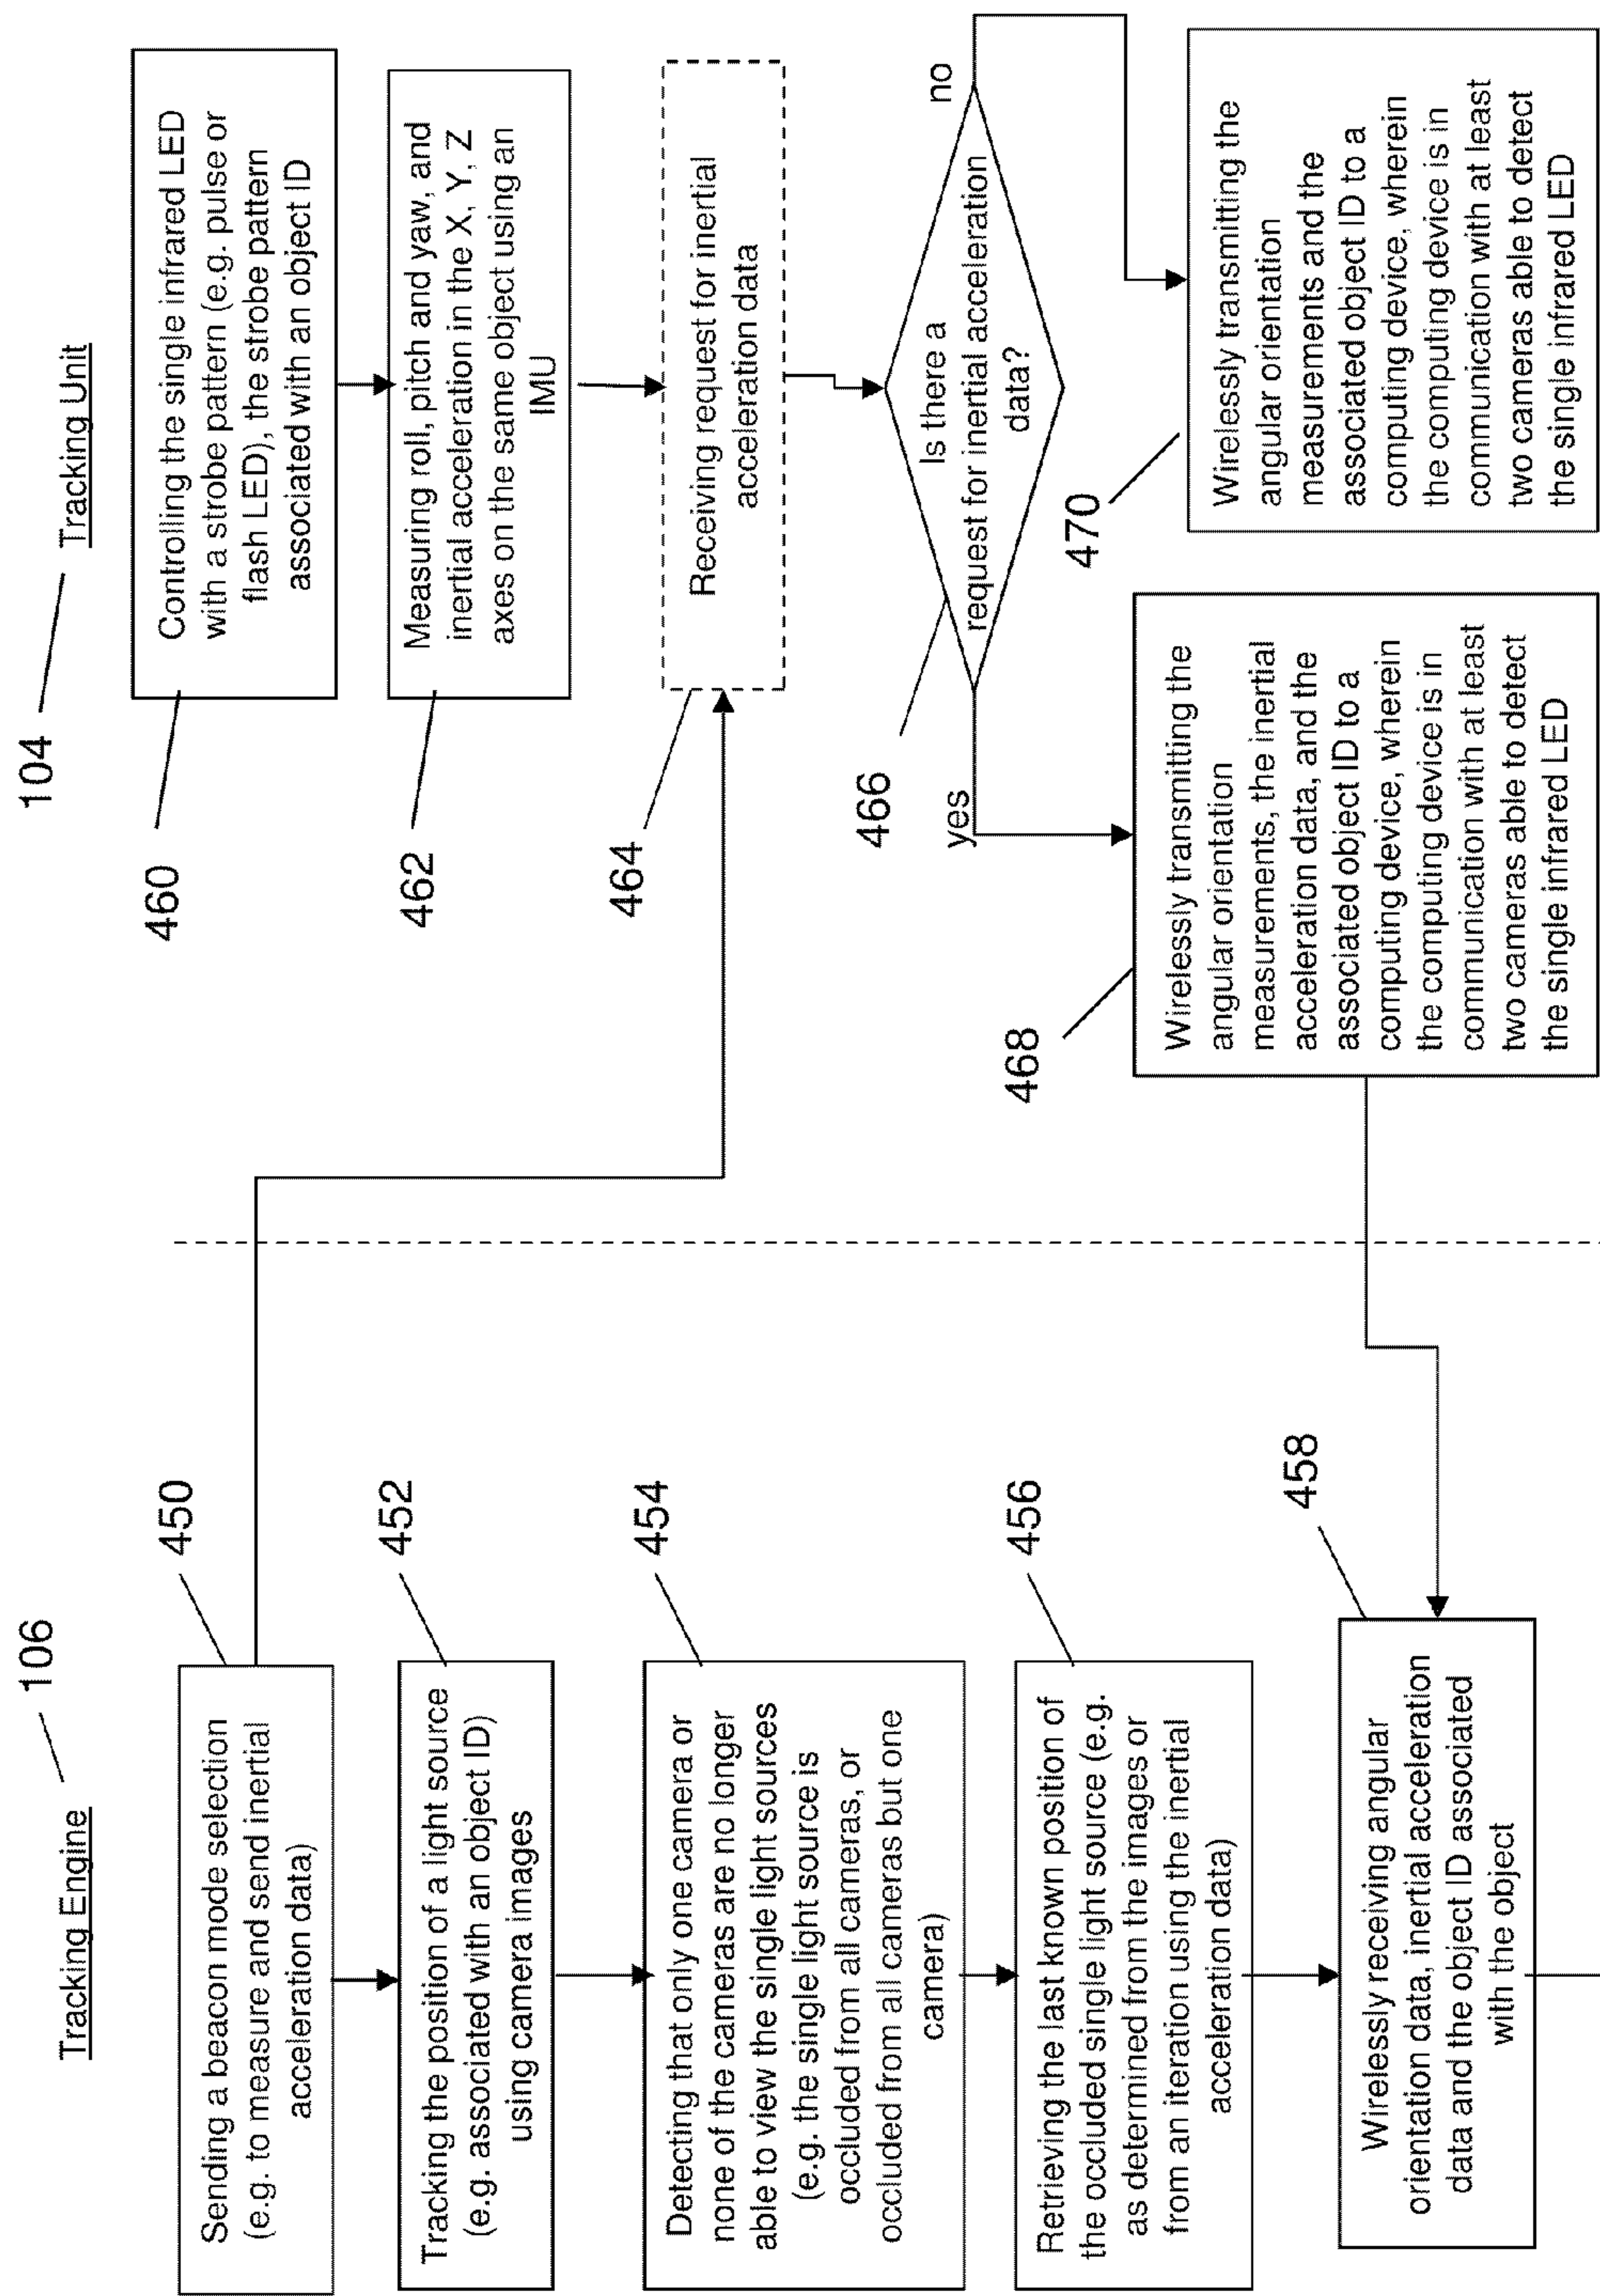 Tracking Engine
106
Sending a beacon mode selection
(e.g. to measure and send inertial
acceleration data)
450
Tracking the position of a light source
(e.g. associated with an object ID)
using camera images
452
Detecting that only one camera or
none of the cameras are no longer
able to view the single light sources
(e.g. the single light source is
occluded from all cameras, or
occluded from all cameras but one
camera)
454
Retrieving the last known position of
the occluded single light source (e.g.
as determined from the images or
from an iteration using the inertial
acceleration data)
456
Wirelessly receiving angular
orientation data, inertial acceleration
data and the object ID associated
with the object
458
104
Tracking Unit
460
Controlling the single infrared LED
with a strobe pattern (e.g. pulse or
flash LED), the strobe pattern
associated with an object ID
462
Measuring roll, pitch and yaw, and
inertial acceleration in the X, Y, Z
axes on the same object using an
IMU
464
Receiving request for inertial
acceleration data
466
Is there a
request for inertial acceleration
data?
yes
no
468
Wirelessly transmitting the
angular orientation
measurements, the inertial
acceleration data, and the
associated object ID to a
computing device, wherein
the computing device is in
communication with at least
two cameras able to detect
the single infrared LED
470
Wirelessly transmitting the
angular orientation
measurements and the
associated object ID to a
computing device, wherein
the computing device is in
communication with at least
two cameras able to detect
the single infrared LED